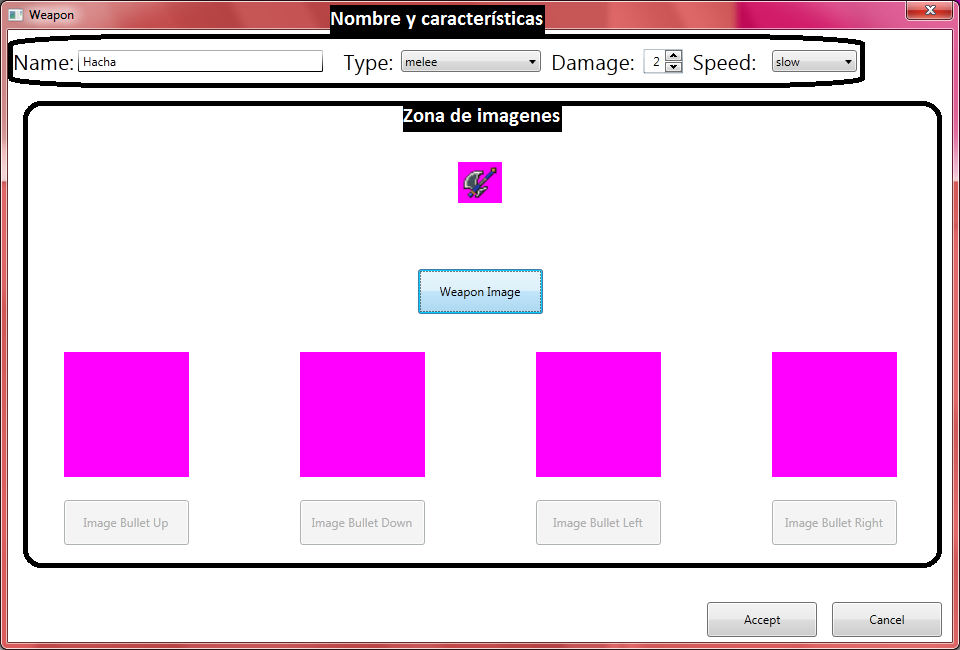 Weapon
Nombre y características
Name: Hacha Type: melee Damage: 2 Speed: slow
Zona de imagenes
Weapon Image
Image Bullet Up Image Bullet Down Image Bullet Left Image Bullet Right
Accept Cancel